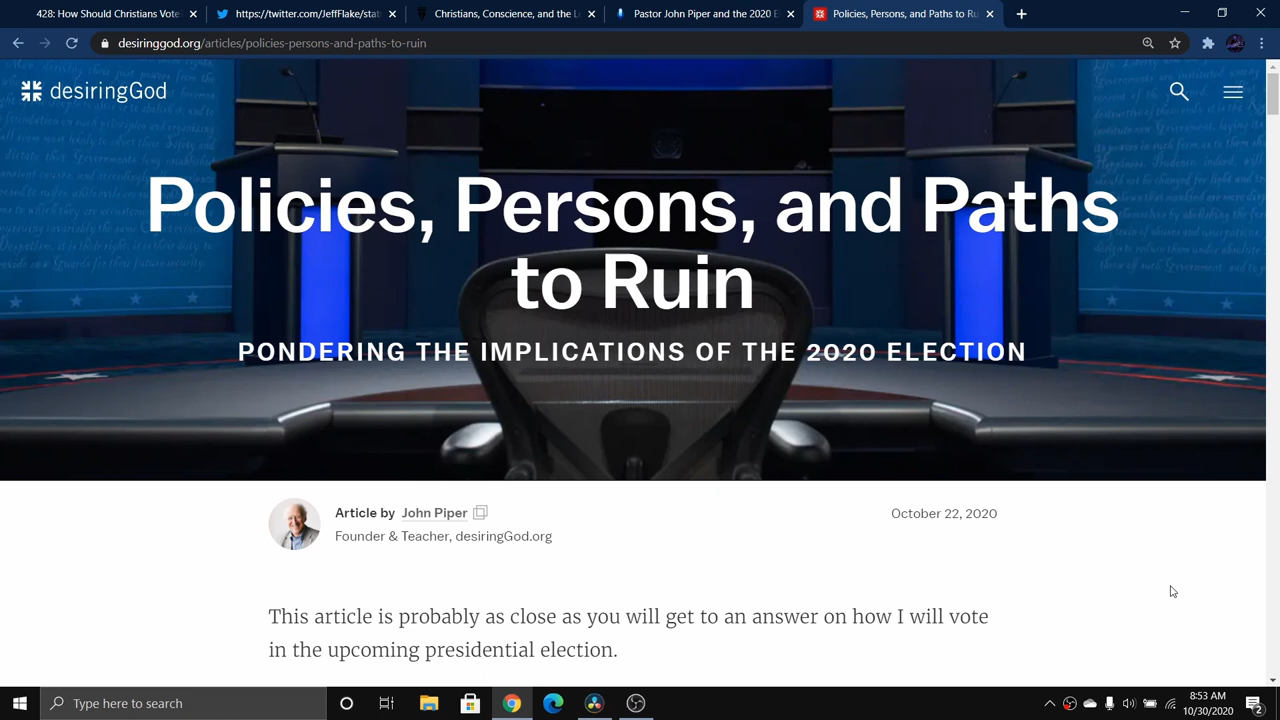 428: How Should Christians Vote
https://twitter.com/JeffFlake/stat
Christians, Conscience, and the L
Pastor John Piper and the 2020 E
Policies, Persons, and Paths to Ru
desiringgod.org/articles/policies-persons-and-paths-to-ruin
desiringGod
Policies, Persons, and Paths
to Ruin
PONDERING THE IMPLICATIONS OF THE 2020 ELECTION
Article by John Piper
October 22, 2020
Founder & Teacher, desiringGod.org
This article is probably as close as you will get to an answer on how I will vote
in the upcoming presidential election.
Type here to search
8:53 AM
10/30/2020
2